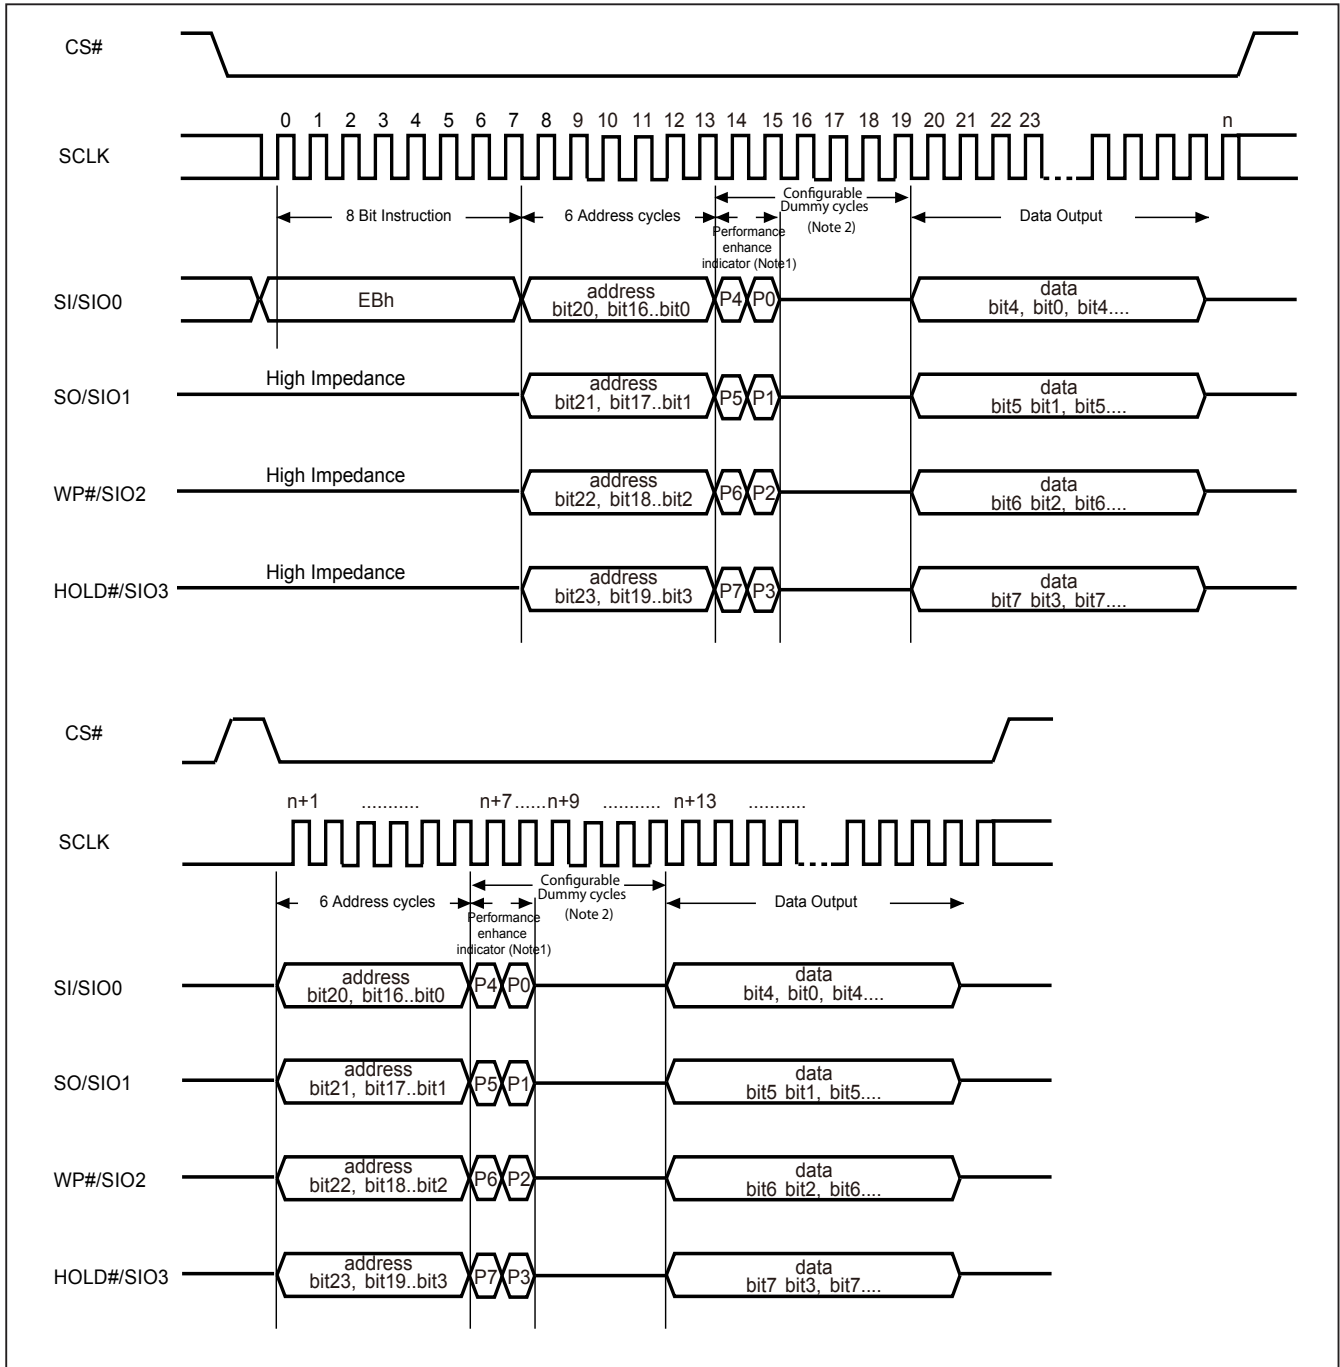 CS#
0 1 2 3 4 5 6 7 8 9 10 11 12 13 14 15 16 17 18 19 20 21 22 23 n
SCLK
Configurable
Dummy cycles
(Note 2)
8 Bit Instruction
6 Address cycles
Data Output
Performance
enhance
indicator (Note1)
SI/SIO0
EBh
address
bit20, bit16..bit0
P4 P0
data
bit4, bit0, bit4....
SO/SIO1
High Impedance
address
bit21, bit17..bit1
P5 P1
data
bit5 bit1, bit5....
WP#/SIO2
High Impedance
address
bit22, bit18..bit2
P6 P2
data
bit6 bit2, bit6....
HOLD#/SIO3
High Impedance
address
bit23, bit19..bit3
P7 P3
data
bit7 bit3, bit7....
CS#
n+1 ........... n+7......n+9 ........... n+13 ...........
SCLK
Configurable
Dummy cycles
(Note 2)
6 Address cycles
Data Output
Performance
enhance
indicator (Note1)
SI/SIO0
address
bit20, bit16..bit0
P4 P0
data
bit4, bit0, bit4....
SO/SIO1
address
bit21, bit17..bit1
P5 P1
data
bit5 bit1, bit5....
WP#/SIO2
address
bit22, bit18..bit2
P6 P2
data
bit6 bit2, bit6....
HOLD#/SIO3
address
bit23, bit19..bit3
P7 P3
data
bit7 bit3, bit7....